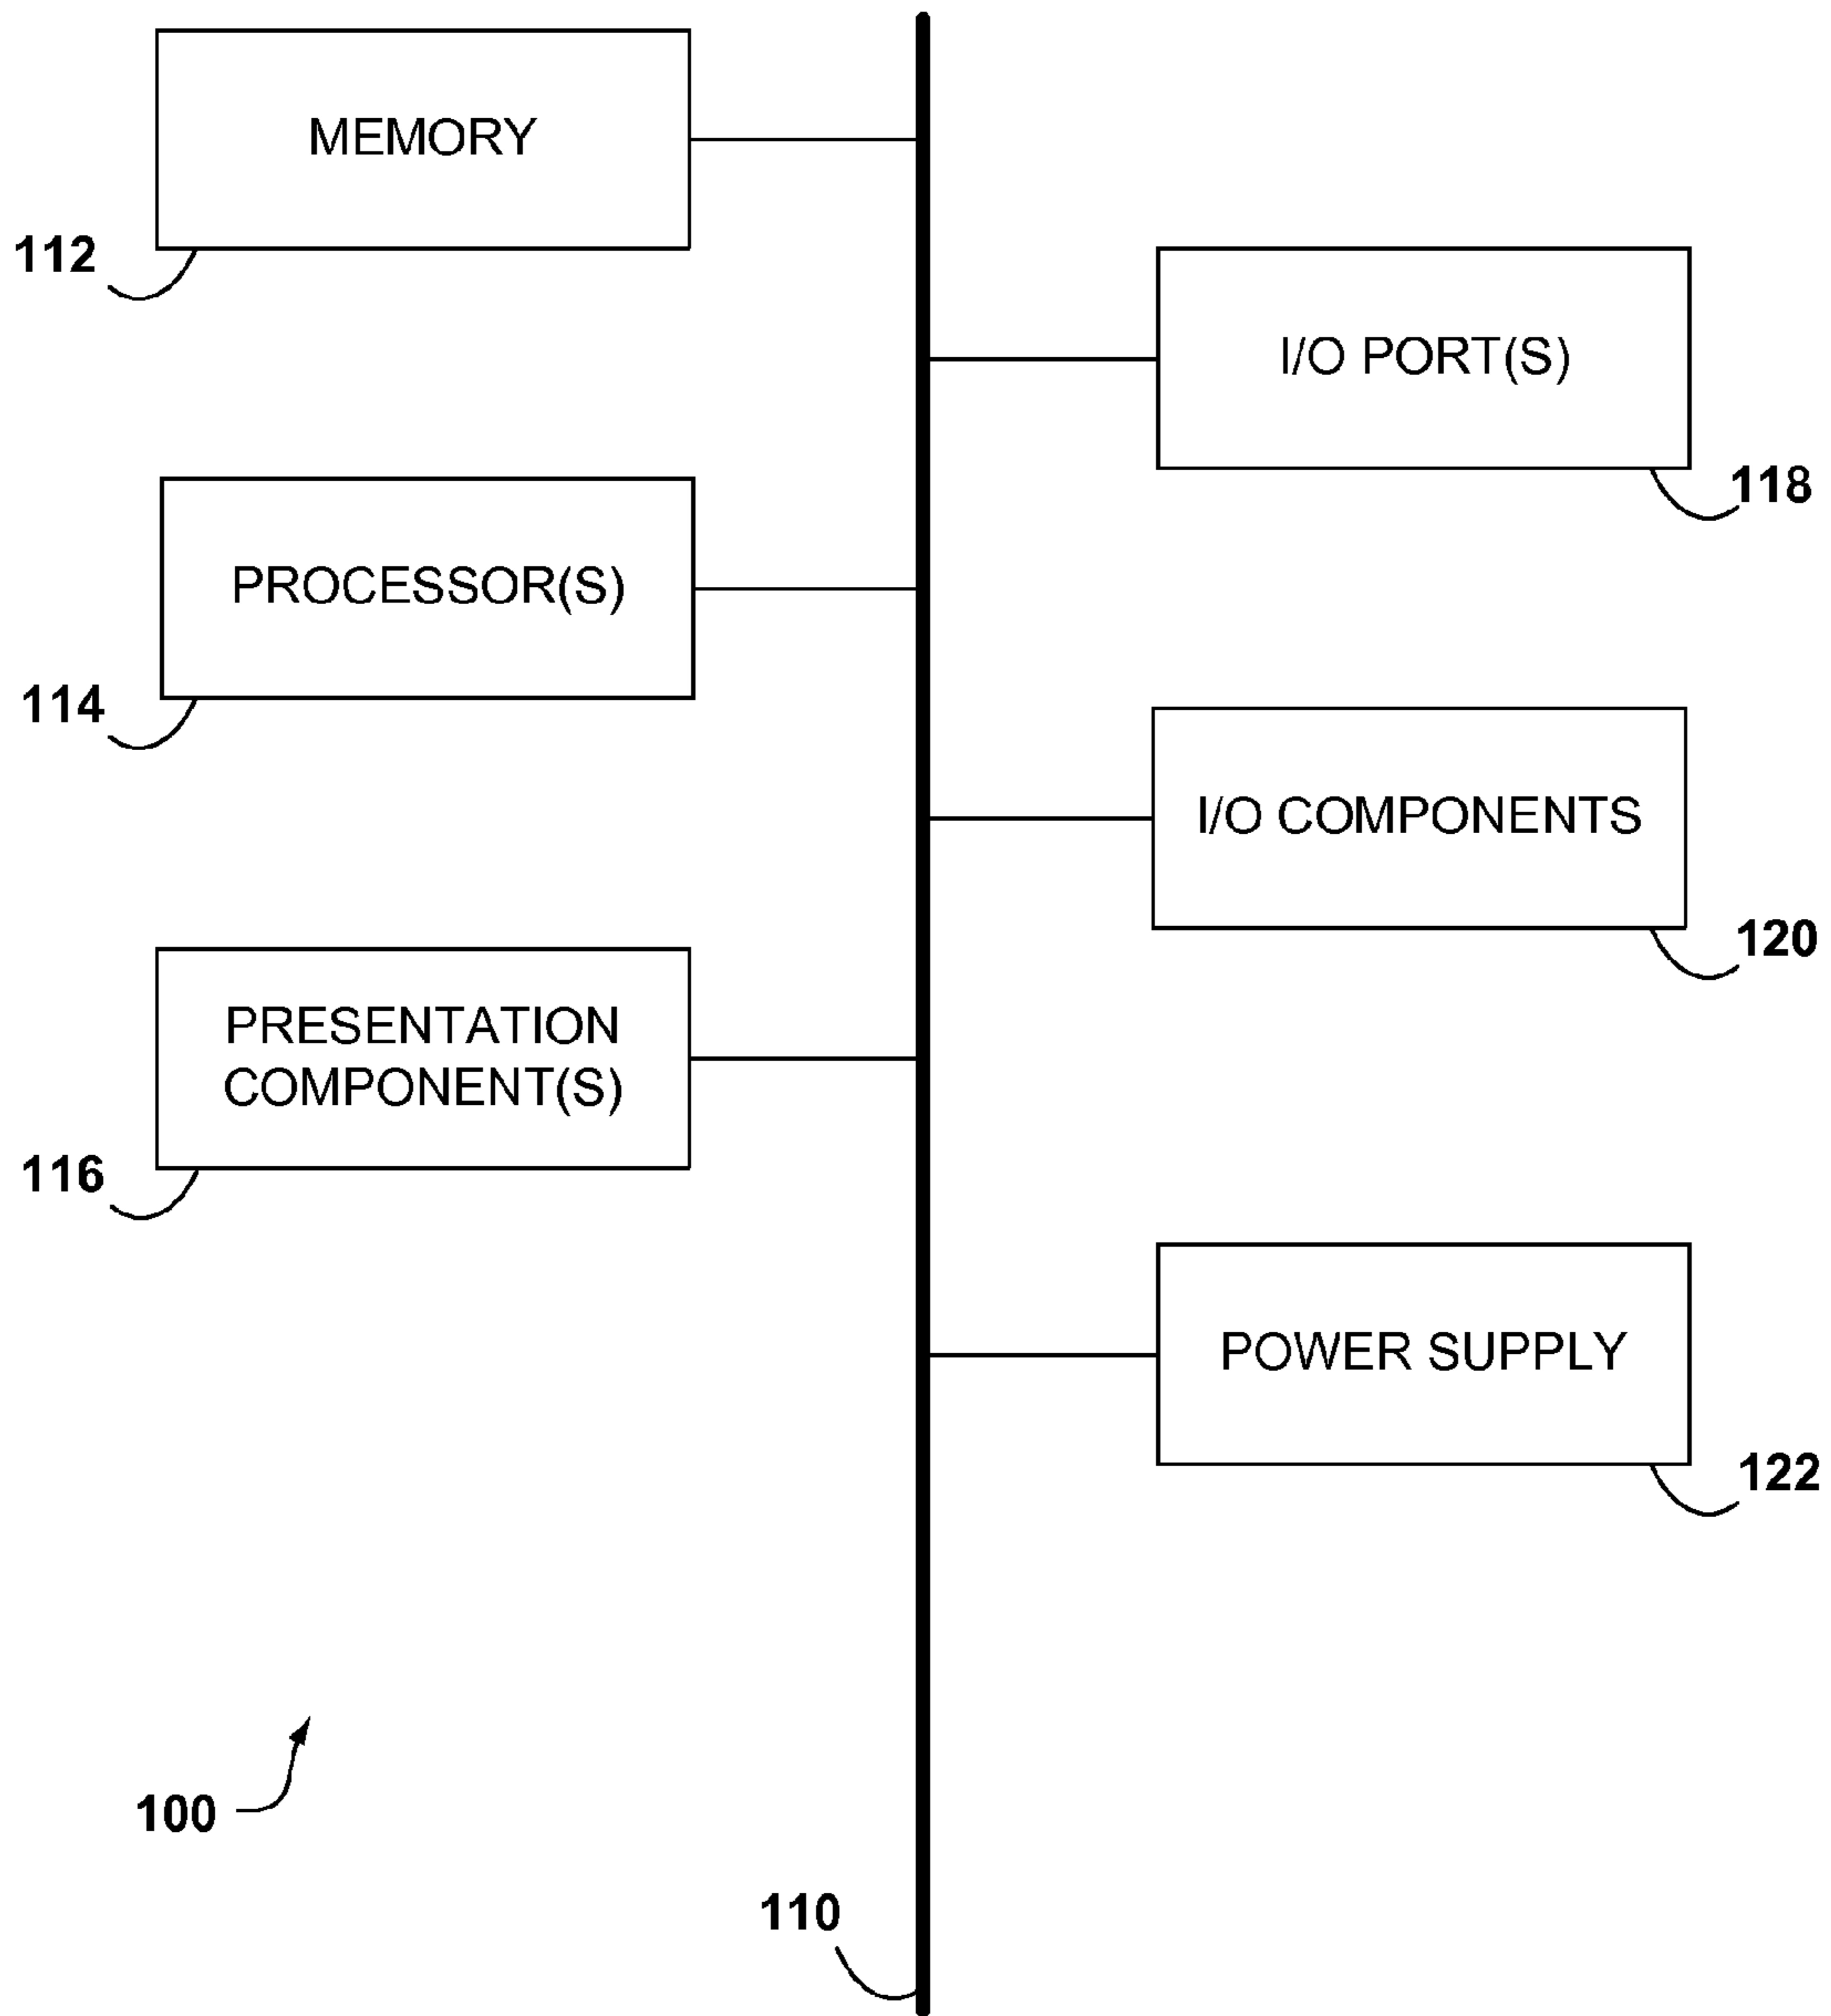 MEMORY
112
I/O PORT(S)
118
PROCESSOR(S)
114
I/O COMPONENTS
120
PRESENTATION
COMPONENT(S)
116
POWER SUPPLY
122
100
110